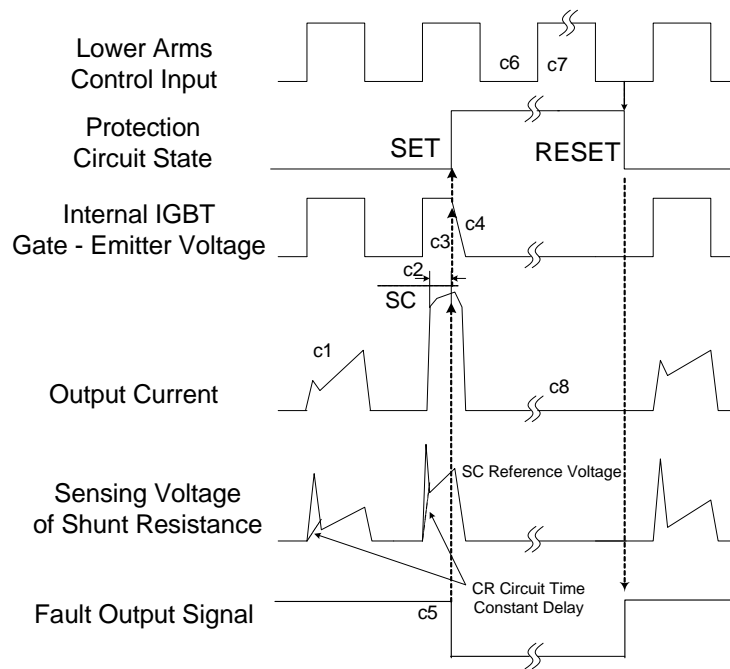 Lower Arms
Control Input
c6
c7
Protection
Circuit State
SET
RESET
Internal IGBT
Gate - Emitter Voltage
c4
c3
c2
SC
c1
Output Current
c8
SC Reference Voltage
Sensing Voltage
of Shunt Resistance
CR Circuit Time
Constant Delay
Fault Output Signal
c5